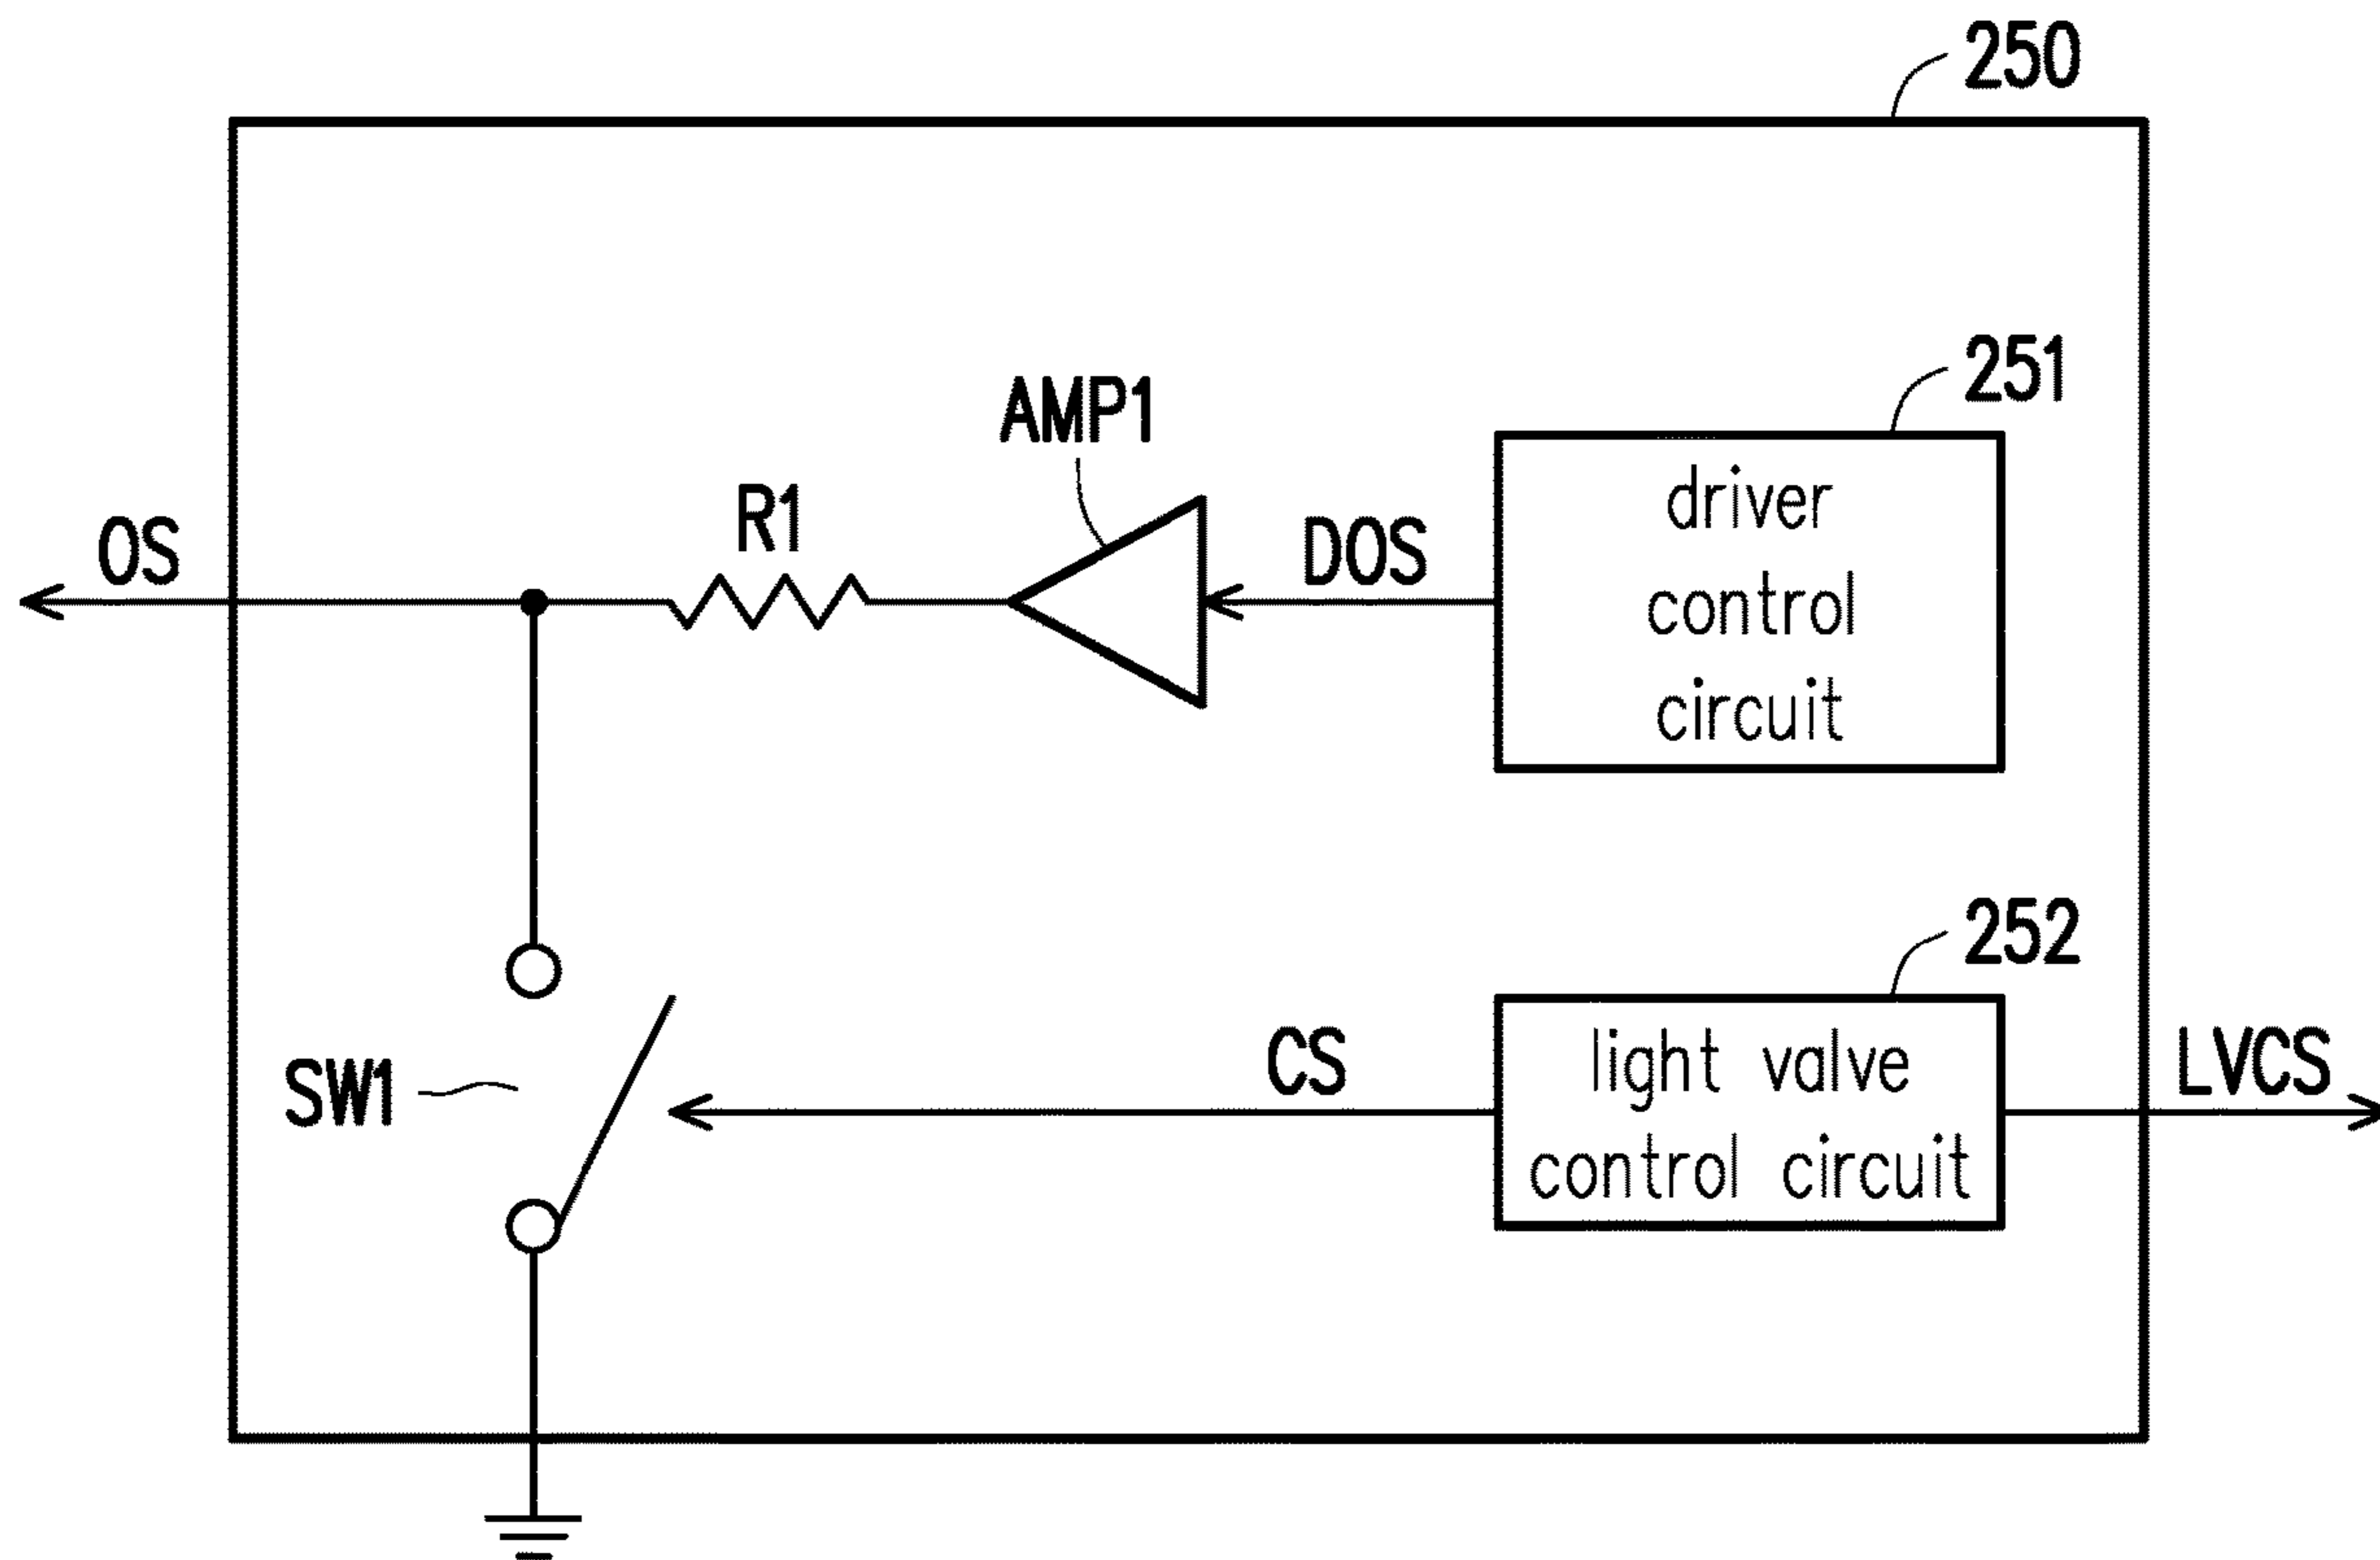 250
251
AMP1
driver
R1
OS
DOS
control
circuit
252
SW1
CS
light valve
LVCS
control circuit